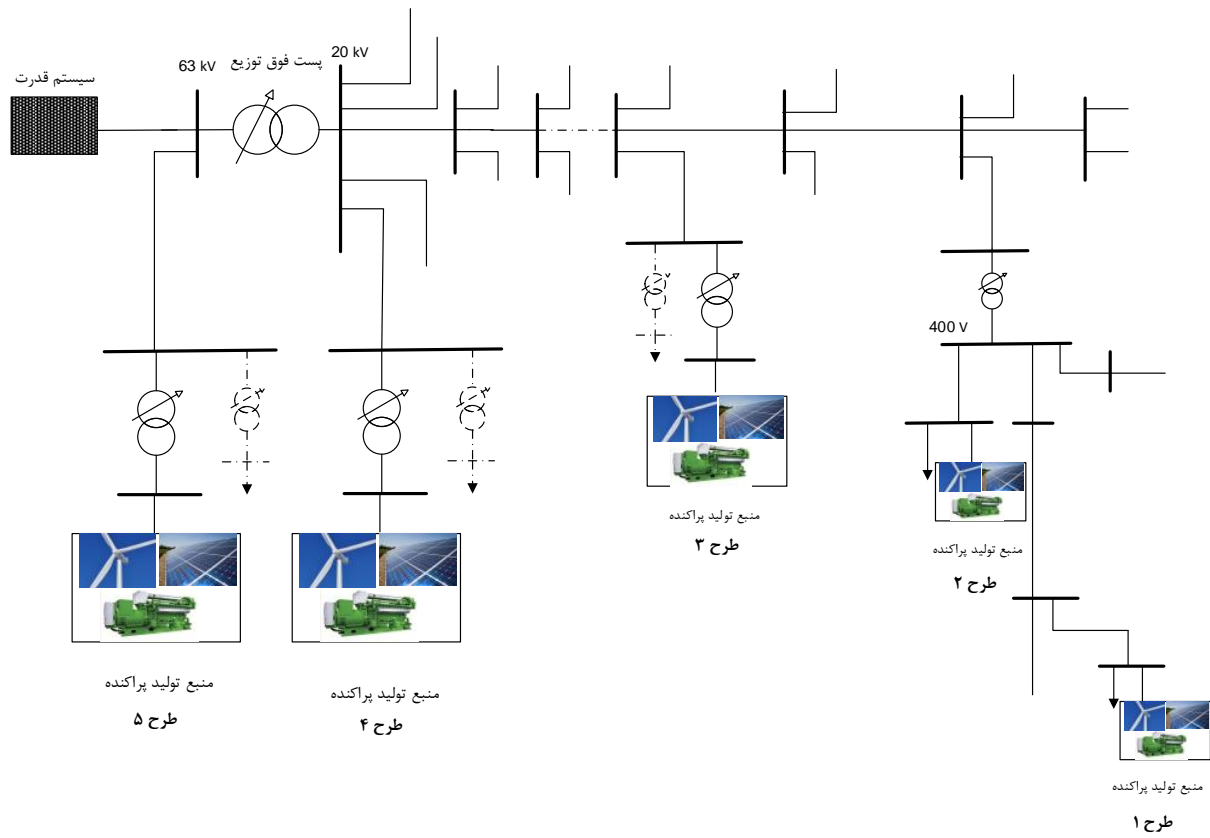 سیستم قدرت
63 kV
پست فوق توزیع
20 kV
400 V
منبع تولید پراکنده
طرح ۳
منبع تولید پراکنده
طرح ۲
منبع تولید پراکنده
طرح ۵
منبع تولید پراکنده
طرح ۴
منبع تولید پراکنده
طرح ۱